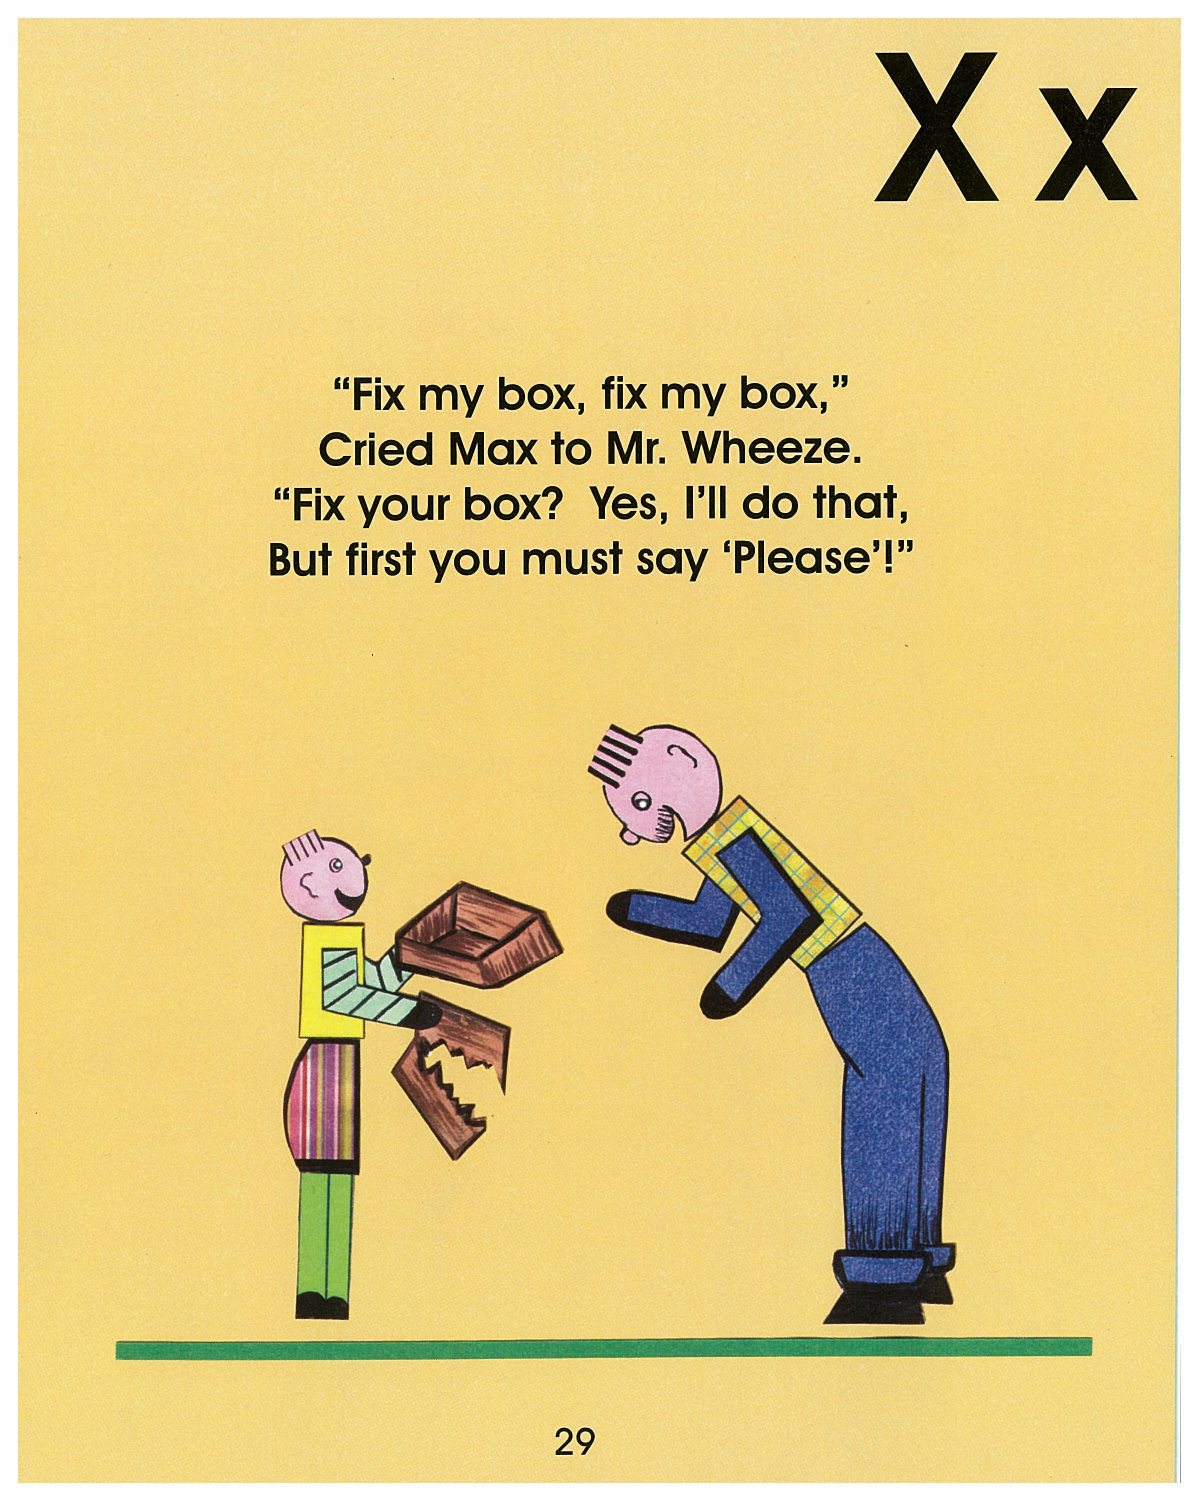 X x
“Fix my box, fix my box,”
Cried Max to Mr. Wheeze.
“Fix your box?  Yes, I’ll do that,
But first you must say ‘Please’!”
29